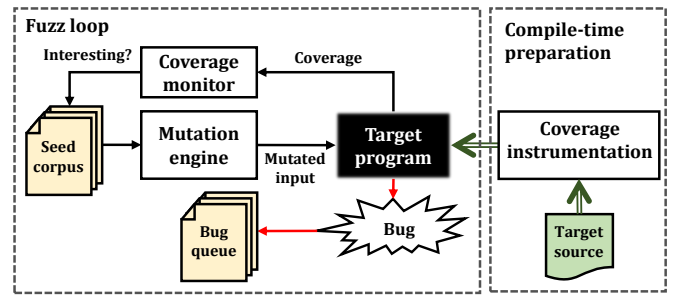 Fuzz loop
Interesting?
Coverage
monitor
Coverage
Seed
corpus
Mutation
engine
Mutated
input
Target
program
Bug
queue
Bug
Compile-time
preparation
Coverage
instrumentation
Target
source